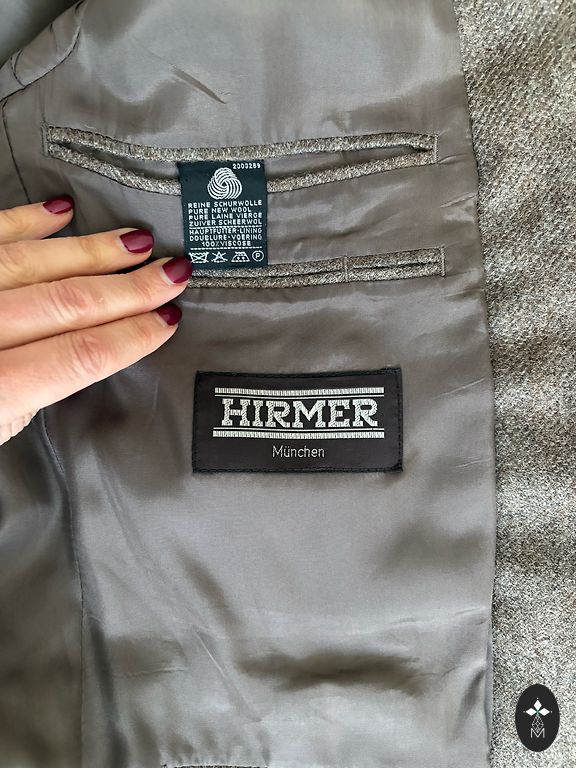 2000289
REINE SCHURWOLLE
PURE NEW WOOL
PURE LAINE VIERGE
ZUIVER SCHEERWOL
HAUPTFUTTER-LINING
DOUBLURE-VOERING
100% VISCOSE
P
HIRMER
München
M